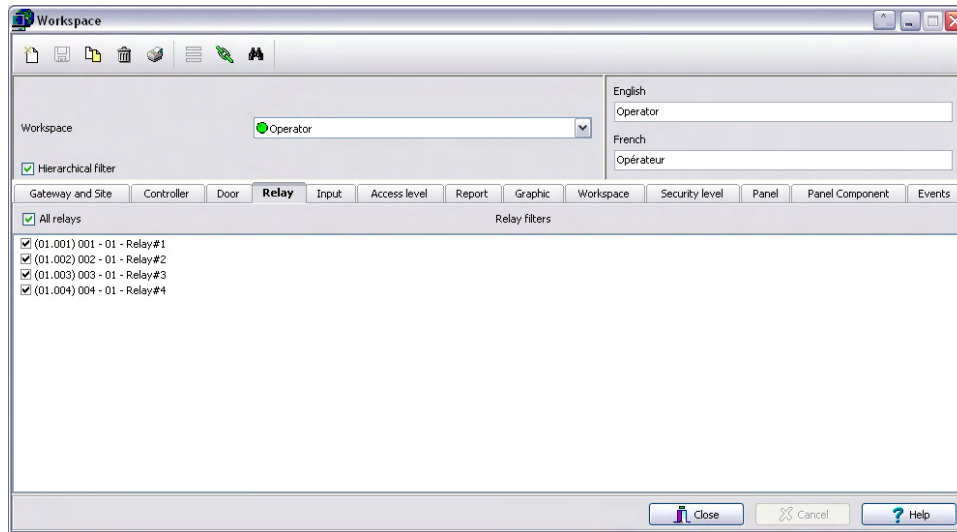 Workspace
English
Operator
Workspace
Operator
French
Opérateur
Hierarchical filter
Gateway and Site Controller Door Relay Input Access level Report Graphic Workspace Security level Panel Panel Component Events
All relays Relay filters
(01.001) 001 - 01 - Relay#1
(01.002) 002 - 01 - Relay#2
(01.003) 003 - 01 - Relay#3
(01.004) 004 - 01 - Relay#4
Close Cancel Help